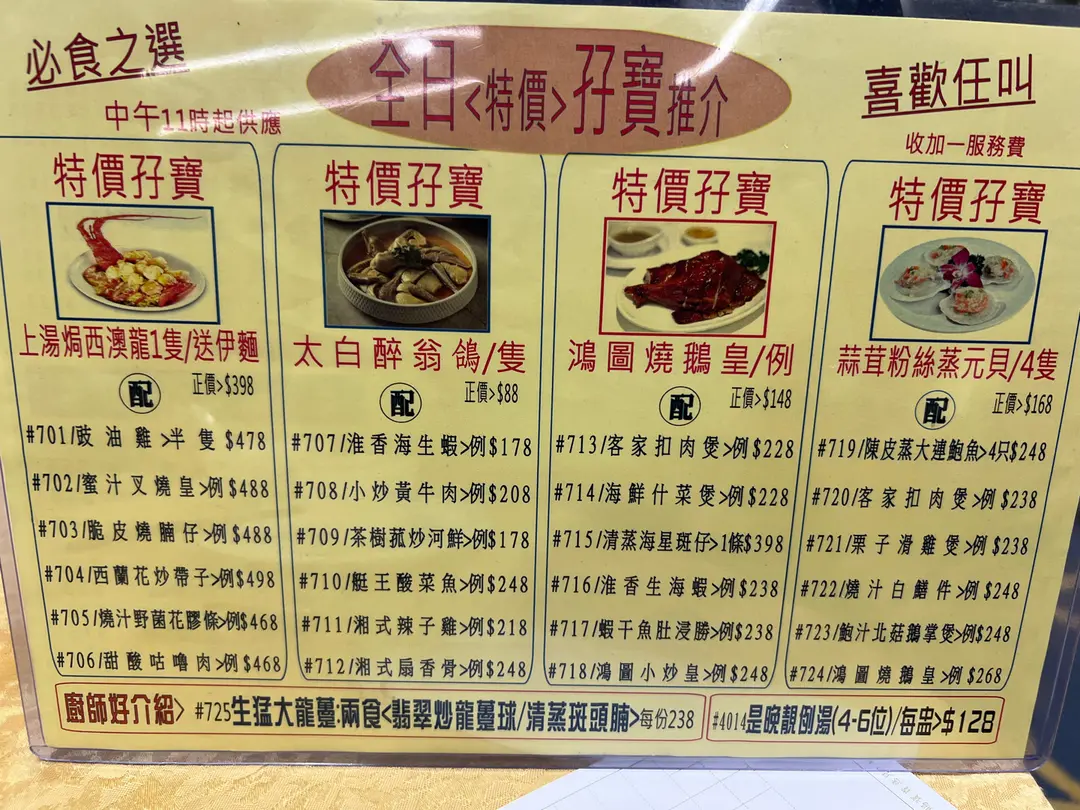 必食之選
中午11時起供應
全日<特價>孖寶推介
喜歡任叫
收加一服務費
特價孖寶
上湯焗西澳龍1隻/送伊麵
配 正價>$398
#701/豉油雞>半隻 $478
#702/蜜汁叉燒皇>例 $488
#703/脆皮燒腩仔>例 $488
#704/西蘭花炒帶子>例$498
#705/燒汁野菌花膠條>例$468
#706/甜酸咕嚕肉>例 $468
特價孖寶
太白醉翁鴿/隻
配 正價>$88
#707/淮香海生蝦>例$178
#708/小炒黃牛肉>例$208
#709/茶樹菰炒河鮮>例$178
#710/艇王酸菜魚>例$248
#711/湘式辣子雞>例$218
#712/湘式扇香骨>例$248
特價孖寶
鴻圖燒鵝皇/例
配 正價>$148
#713/客家扣肉煲>例$228
#714/海鮮什菜煲>例$228
#715/清蒸海星斑仔>1條$398
#716/淮香生海蝦>例$238
#717/蝦干魚肚浸勝>例$238
#718/鴻圖小炒皇>例$248
特價孖寶
蒜茸粉絲蒸元貝/4隻
配 正價>$168
#719/陳皮蒸大連鮑魚>4只$248
#720/客家扣肉煲>例 $238
#721/栗子滑雞煲>例 $238
#722/燒汁白鱔件>例 $248
#723/鮑汁北菇鵝掌煲>例$248
#724/鴻圖燒鵝皇>例 $268
廚師好介紹> #725生猛大龍躉:兩食<翡翠炒龍躉球/清蒸斑頭腩>每份238
#4014是晚靚例湯(4-6位)/每盅>$128